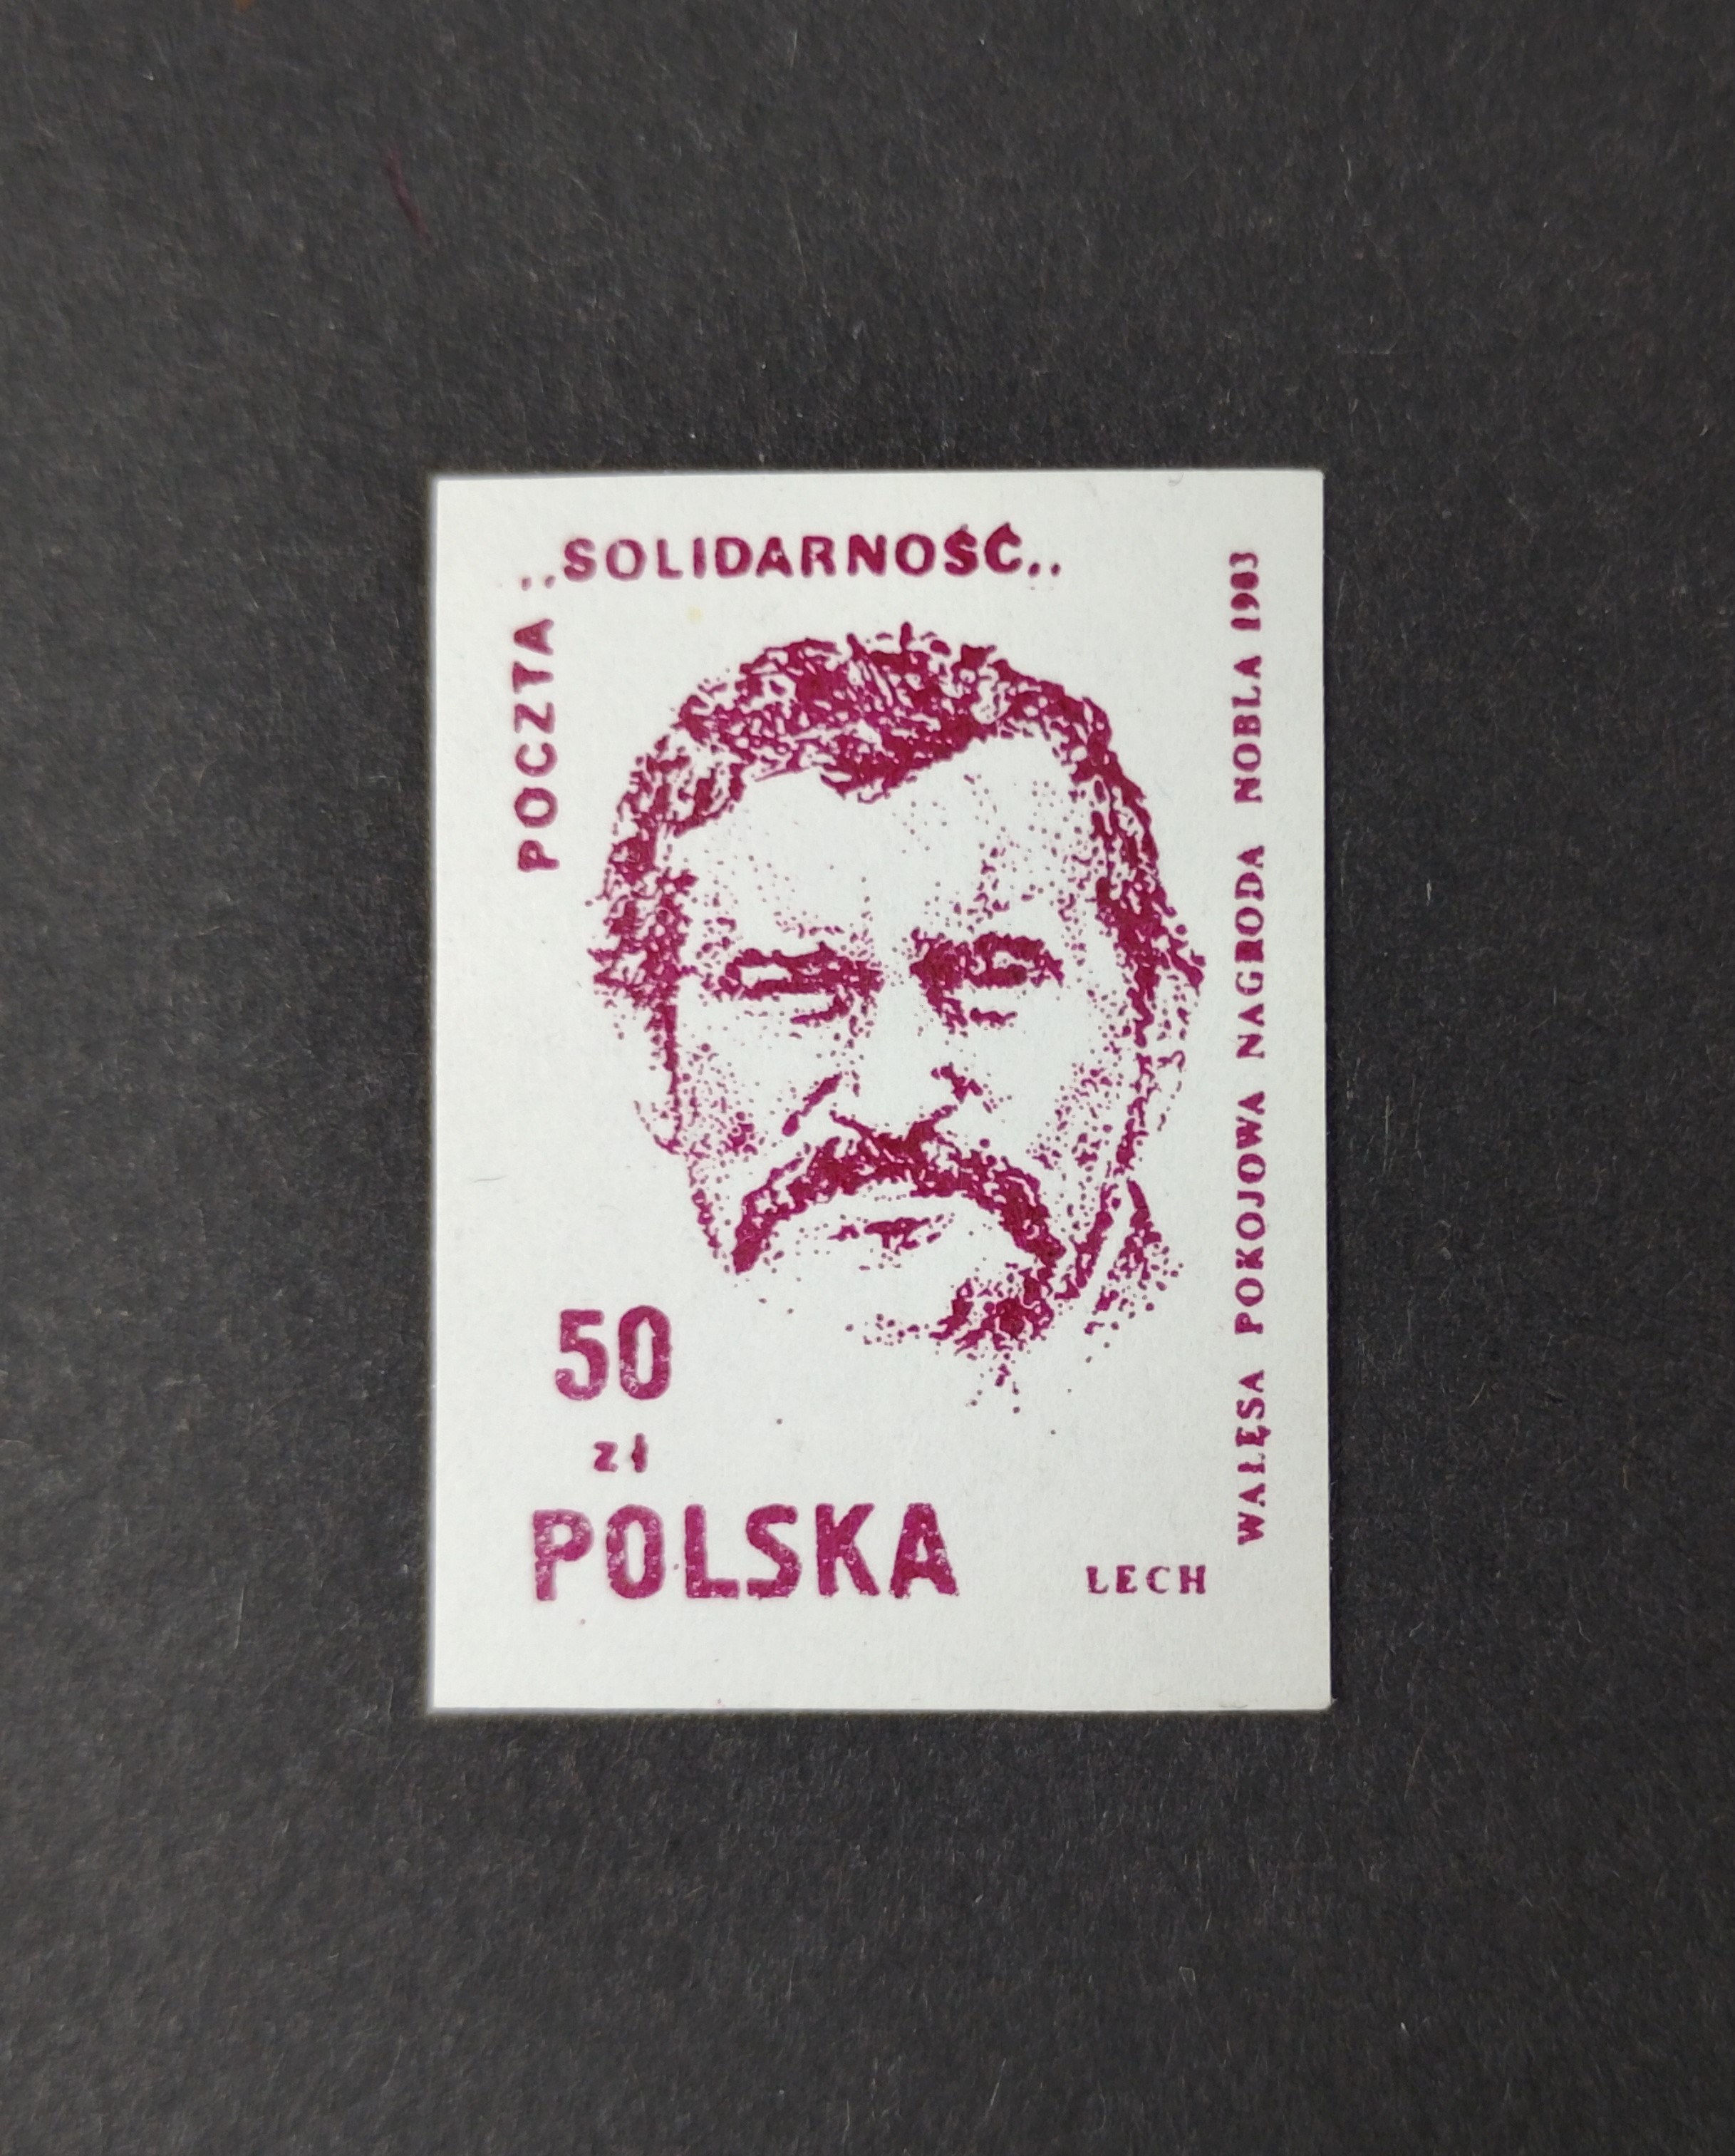 POCZTA
,,SOLIDARNOŚĆ,,
50
zł
POLSKA
LECH
WAŁĘSA POKOJOWA NAGRODA NOBLA 1983